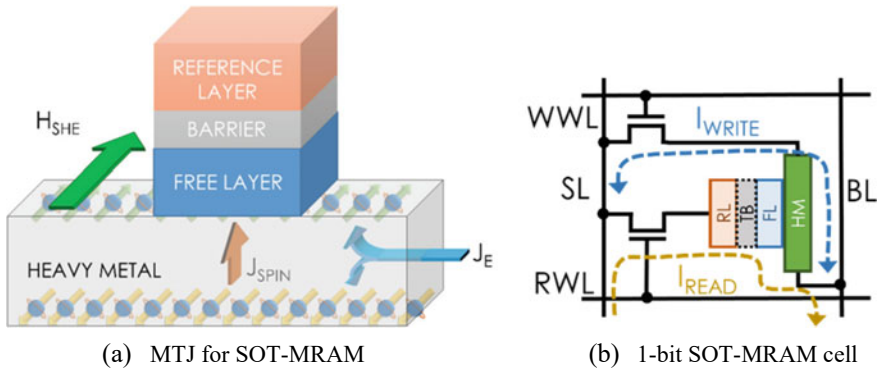 REFERENCE
LAYER
BARRIER
FREE LAYER
H_SHE
HEAVY METAL
J_SPIN
J_E
(a) MTJ for SOT-MRAM
WWL
I_WRITE
SL
RL
TB
FL
HM
BL
RWL
I_READ
(b) 1-bit SOT-MRAM cell